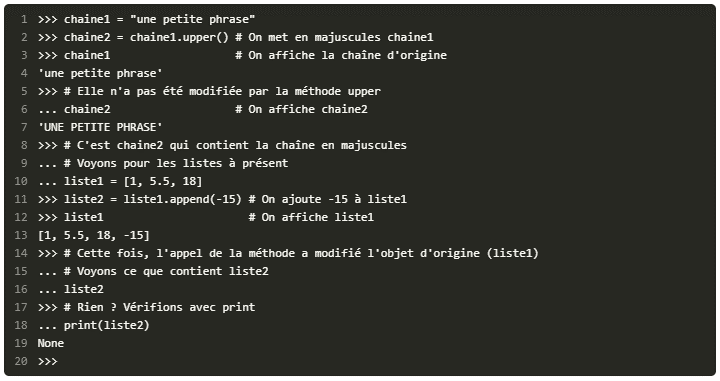 1 >>> chaine1 = "une petite phrase"
2 >>> chaine2 = chaine1.upper() # On met en majuscules chaine1
3 >>> chaine1                   # On affiche la chaîne d'origine
4 'une petite phrase'
5 >>> # Elle n'a pas été modifiée par la méthode upper
6 ... chaine2                   # On affiche chaine2
7 'UNE PETITE PHRASE'
8 >>> # C'est chaine2 qui contient la chaîne en majuscules
9 ... # Voyons pour les listes à présent
10 ... liste1 = [1, 5.5, 18]
11 >>> liste2 = liste1.append(-15) # On ajoute -15 à liste1
12 >>> liste1                      # On affiche liste1
13 [1, 5.5, 18, -15]
14 >>> # Cette fois, l'appel de la méthode a modifié l'objet d'origine (liste1)
15 ... # Voyons ce que contient liste2
16 ... liste2
17 >>> # Rien ? Vérifions avec print
18 ... print(liste2)
19 None
20 >>>